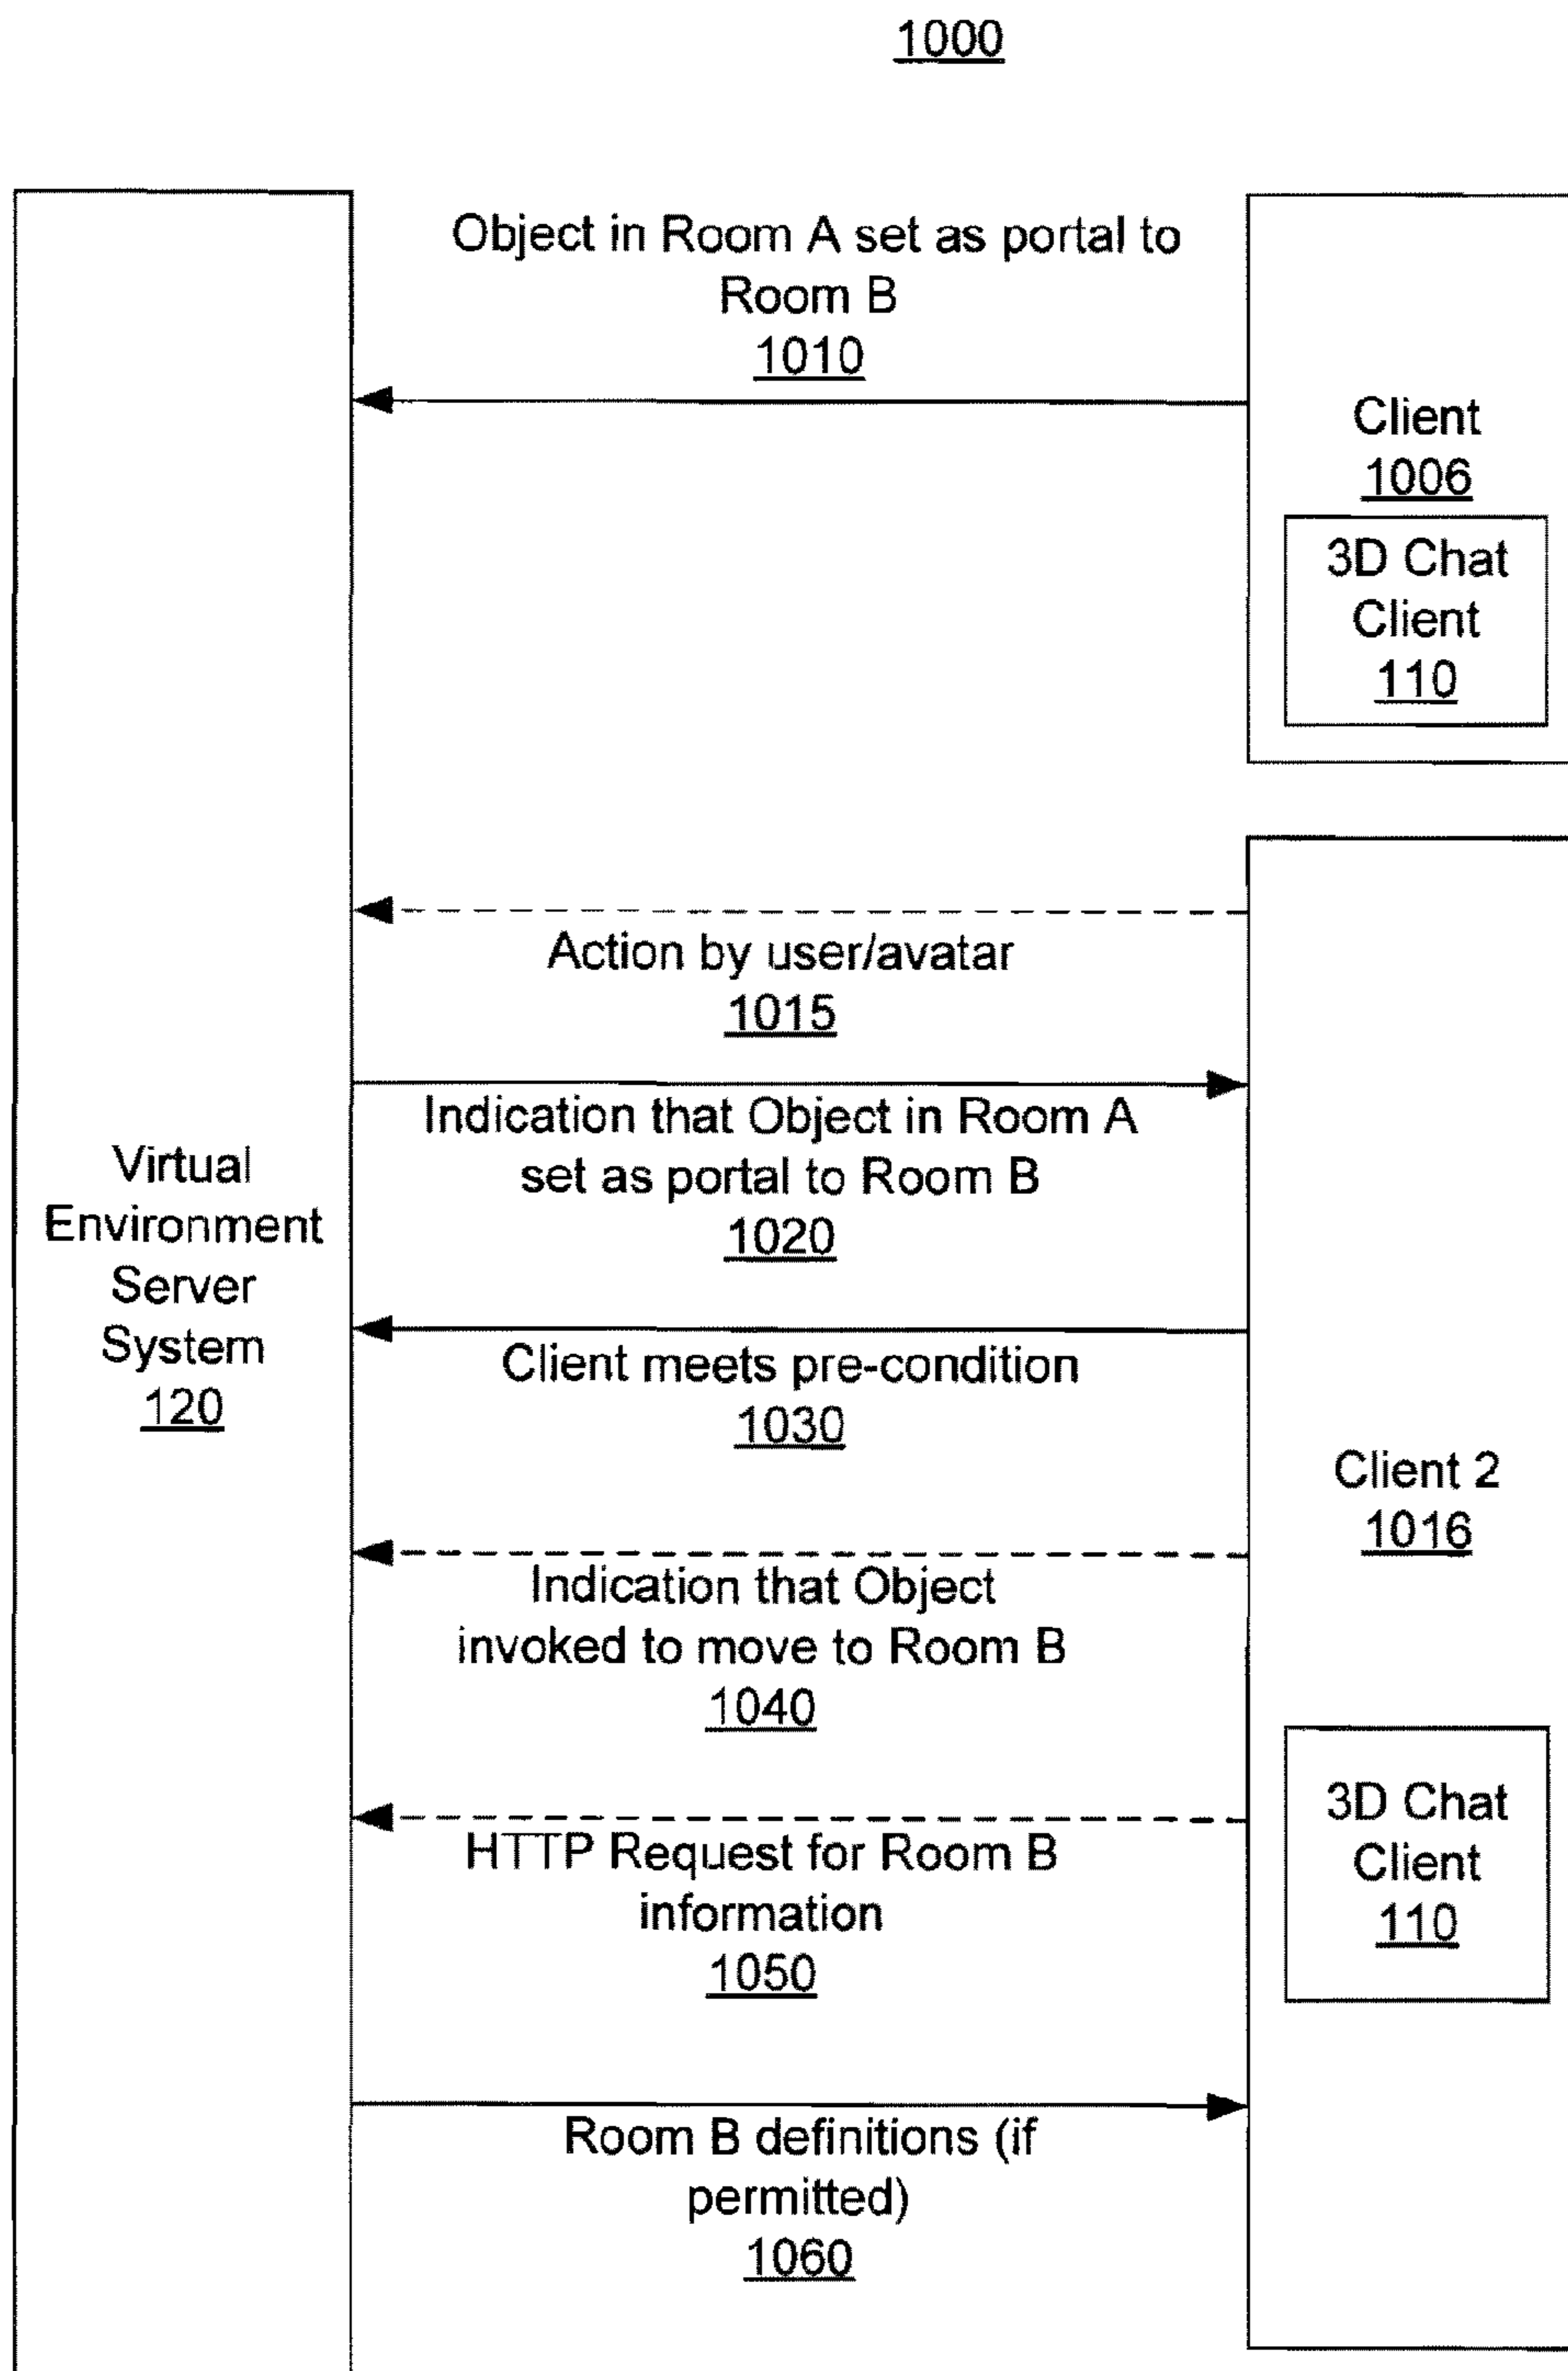 1000
Object in Room A set as portal to
Room B
1010
Client
1006
3D Chat
Client
110
Action by user/avatar
1015
Indication that Object in Room A
set as portal to Room B
1020
Virtual
Environment
Server
System
120
Client meets pre-condition
1030
Client 2
1016
Indication that Object
invoked to move to Room B
1040
3D Chat
Client
110
HTTP Request for Room B
information
1050
Room B definitions (if
permitted)
1060